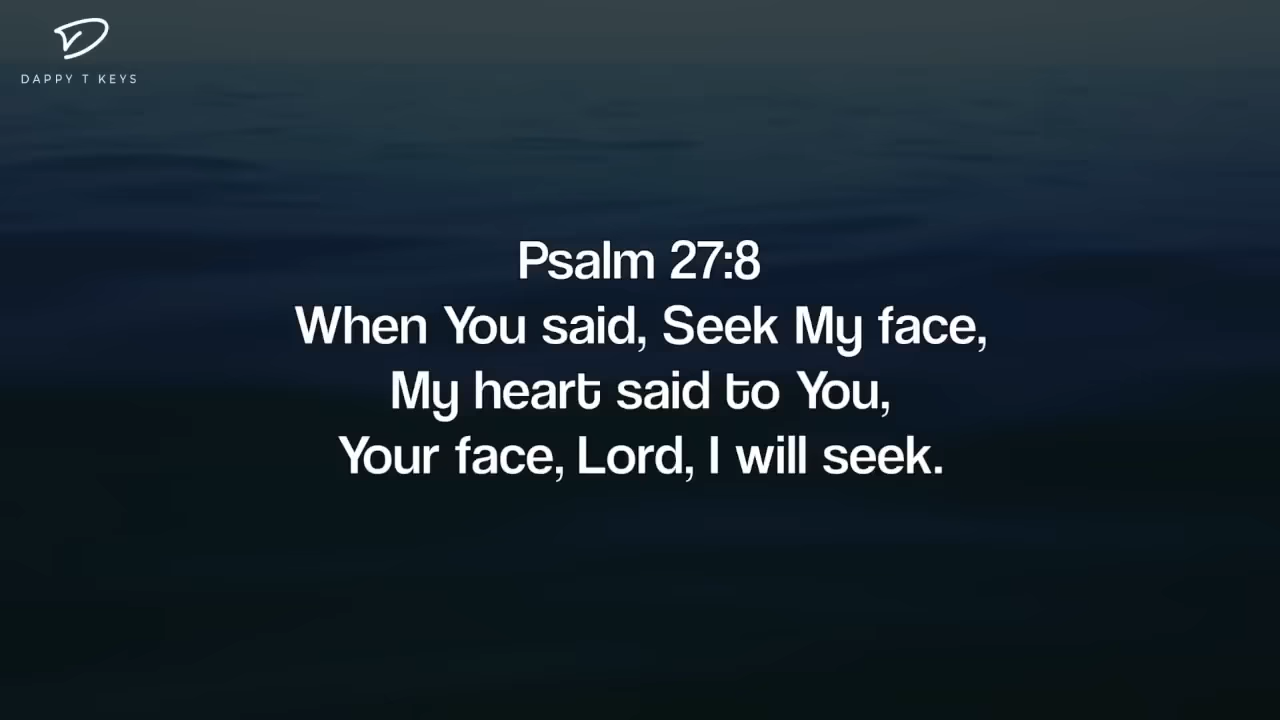 DAPPY T KEYS
Psalm 27:8
When You said, Seek My face,
My heart said to You,
Your face, Lord, I will seek.